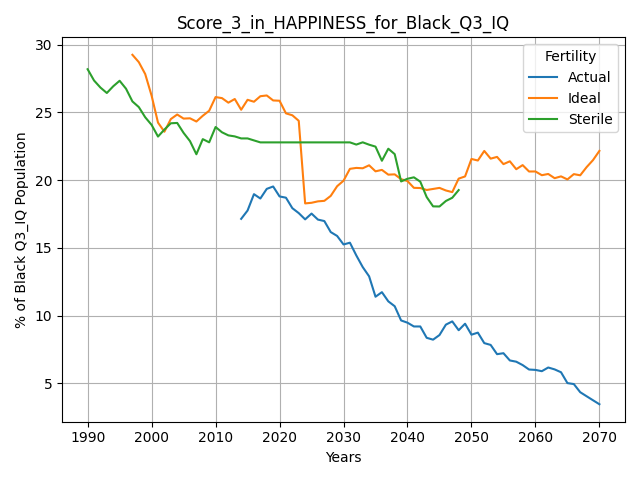 Score_3_in_HAPPINESS_for_Black_Q3_IQ
Fertility
Actual
Ideal
Sterile
% of Black Q3_IQ Population
30
25
20
15
10
5
1990 2000 2010 2020 2030 2040 2050 2060 2070
Years